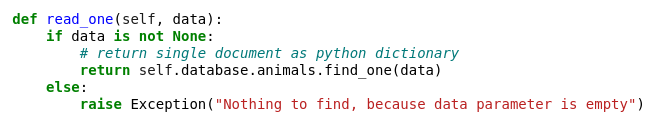 def read_one(self, data):
    if data is not None:
        # return single document as python dictionary
        return self.database.animals.find_one(data)
    else:
        raise Exception("Nothing to find, because data parameter is empty")